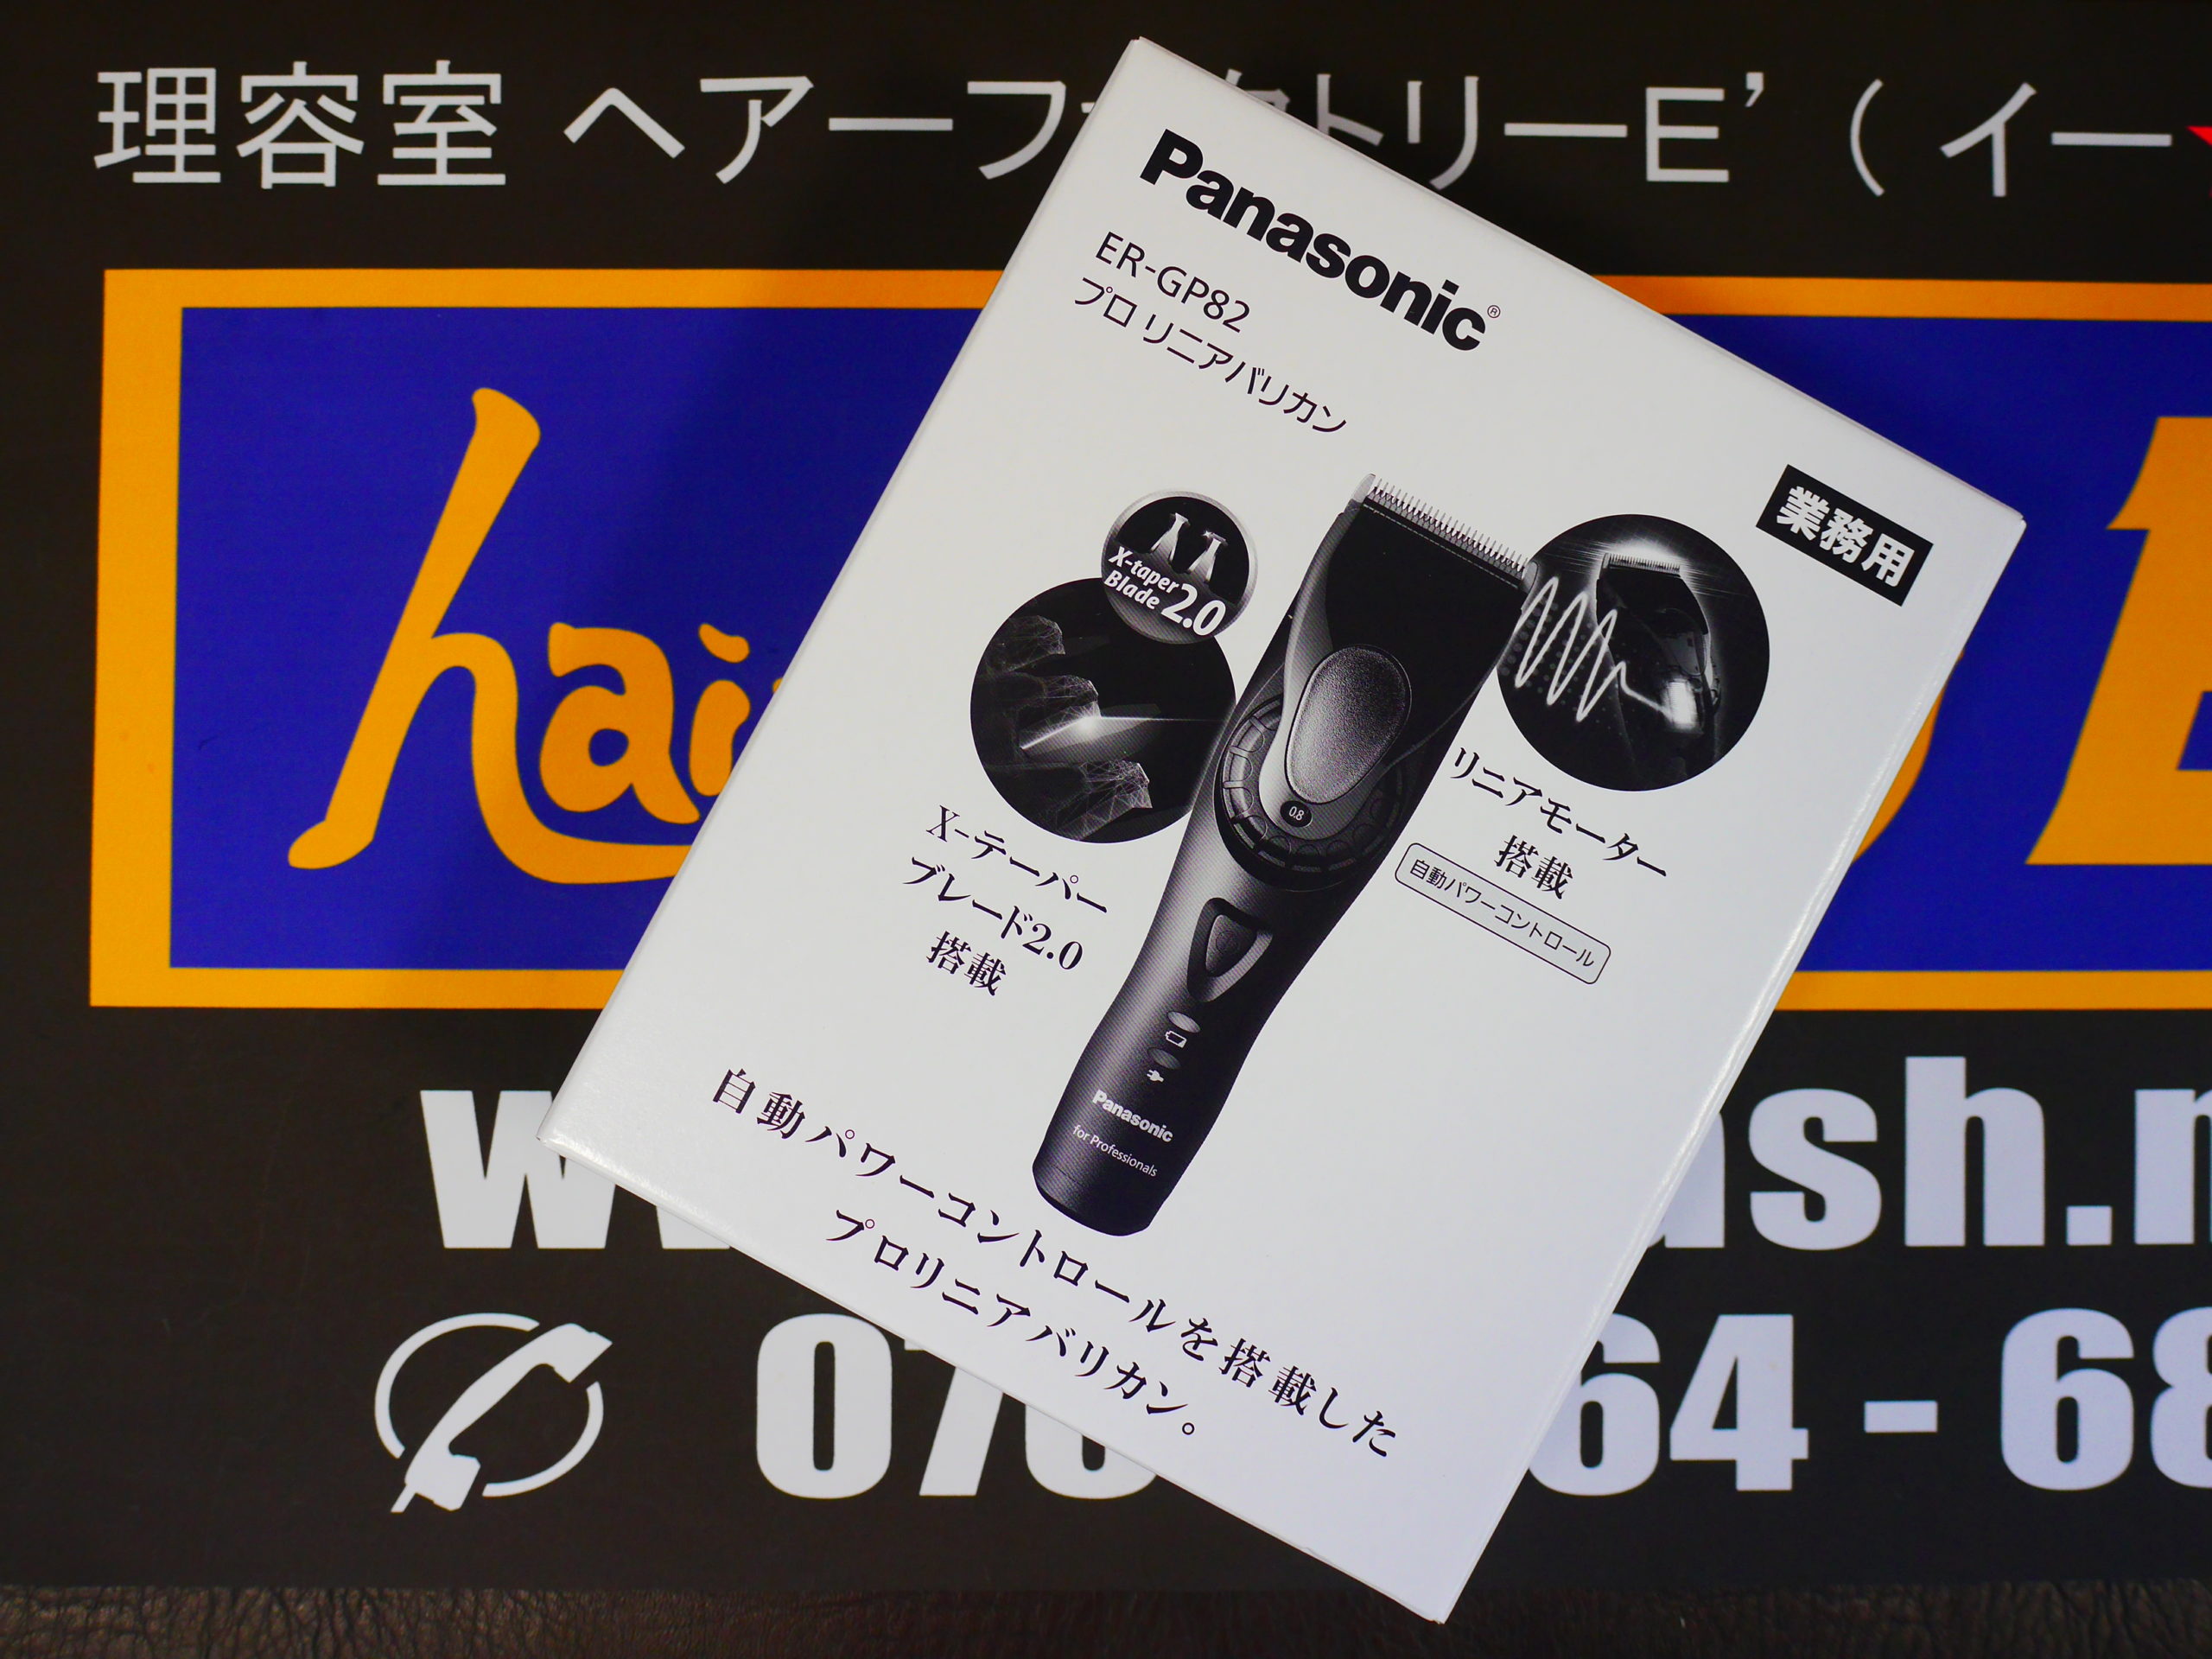 理容室 ヘアーファクトリーE’（イー
Panasonic®
ER-GP82
プロ リニアバリカン
業務用
X-taper
Blade 2.0
0.8
リニアモーター
搭載
自動パワーコントロール
X-テーパー
ブレード2.0
搭載
Panasonic
for Professionals
自動パワーコントロールを搭載した
プロリニアバリカン。
hai
ash.n
076
64 - 68